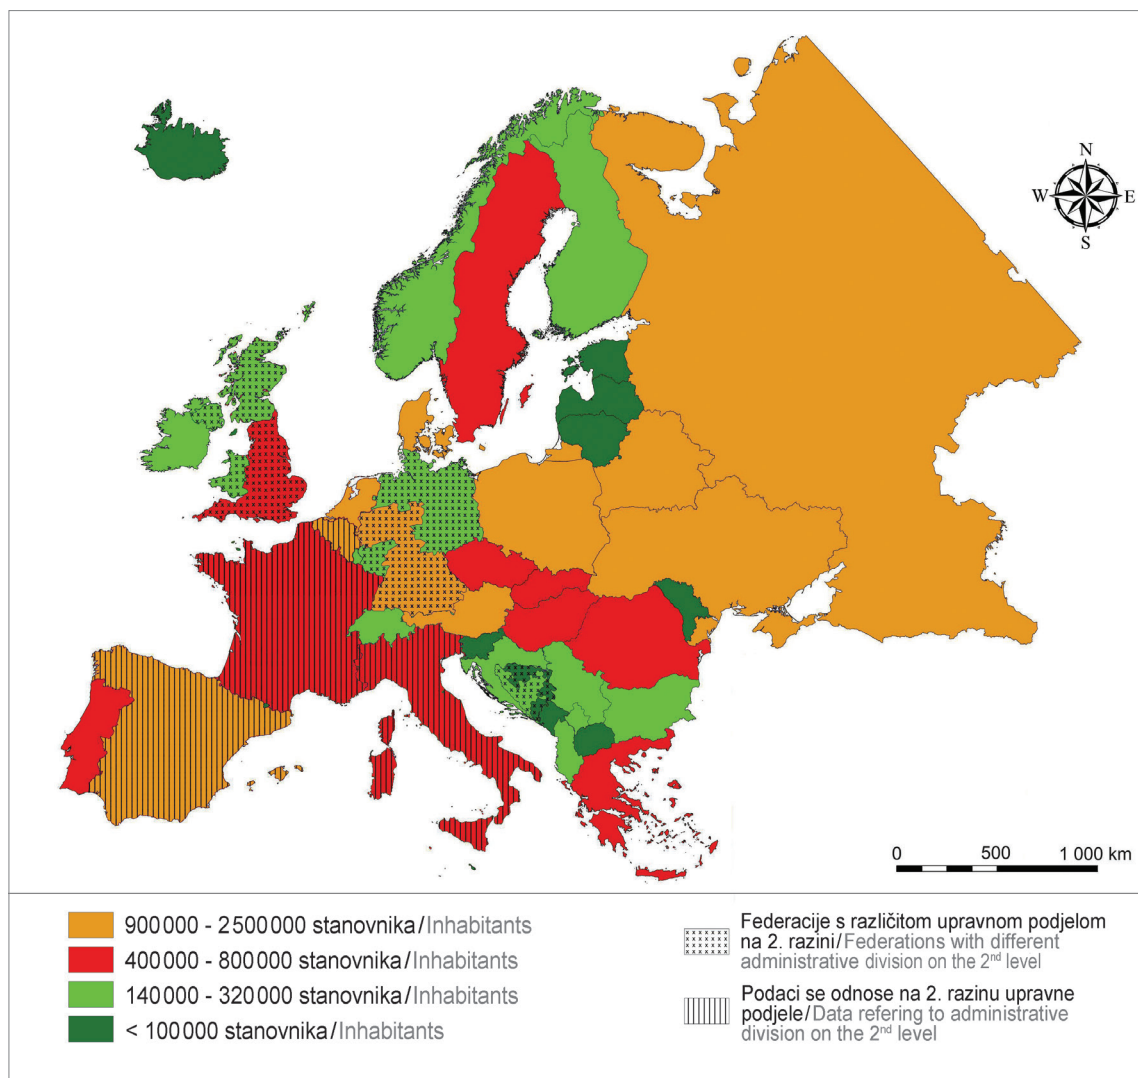 N
W E
S
0 500 1 000 km
900 000 - 2500 000 stanovnika/Inhabitants
400 000 - 800 000 stanovnika/Inhabitants
140 000 - 320 000 stanovnika/Inhabitants
< 100 000 stanovnika/Inhabitants
Federacije s različitom upravnom podjelom
na 2. razini/Federations with different
administrative division on the 2nd level
Podaci se odnose na 2. razinu upravne
podjele/Data refering to administrative
division on the 2nd level